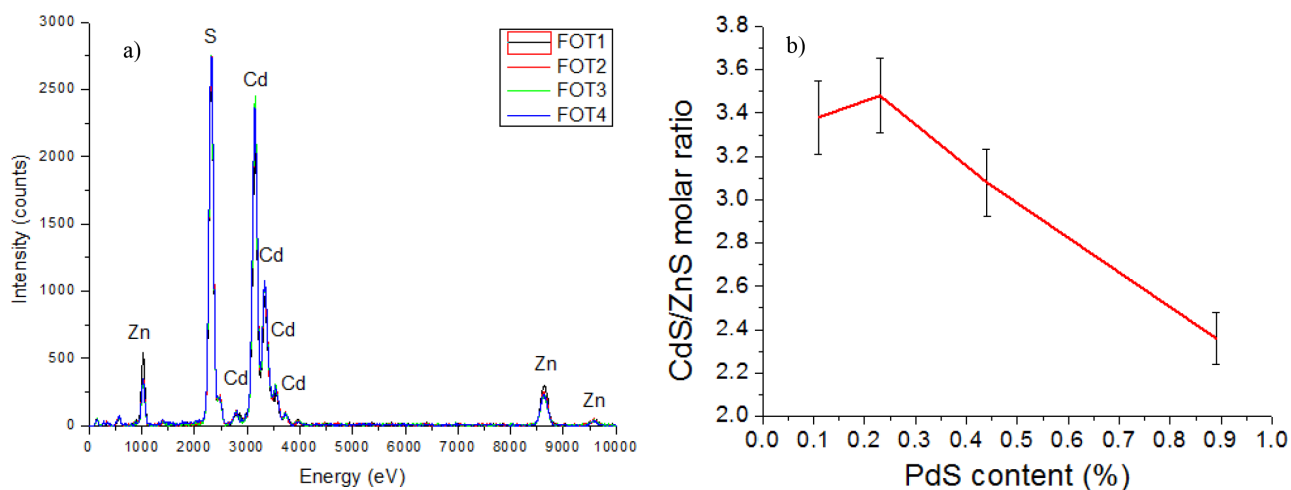 a)
3000
2500
2000
1500
1000
500
0
Intensity (counts)
S
Cd
Cd
Cd
Cd
Cd
Zn
Zn
Zn
FOT1
FOT2
FOT3
FOT4
0 1000 2000 3000 4000 5000 6000 7000 8000 9000 10000
Energy (eV)
b)
3.8
3.6
3.4
3.2
3.0
2.8
2.6
2.4
2.2
2.0
CdS/ZnS molar ratio
0.0 0.1 0.2 0.3 0.4 0.5 0.6 0.7 0.8 0.9 1.0
PdS content (%)